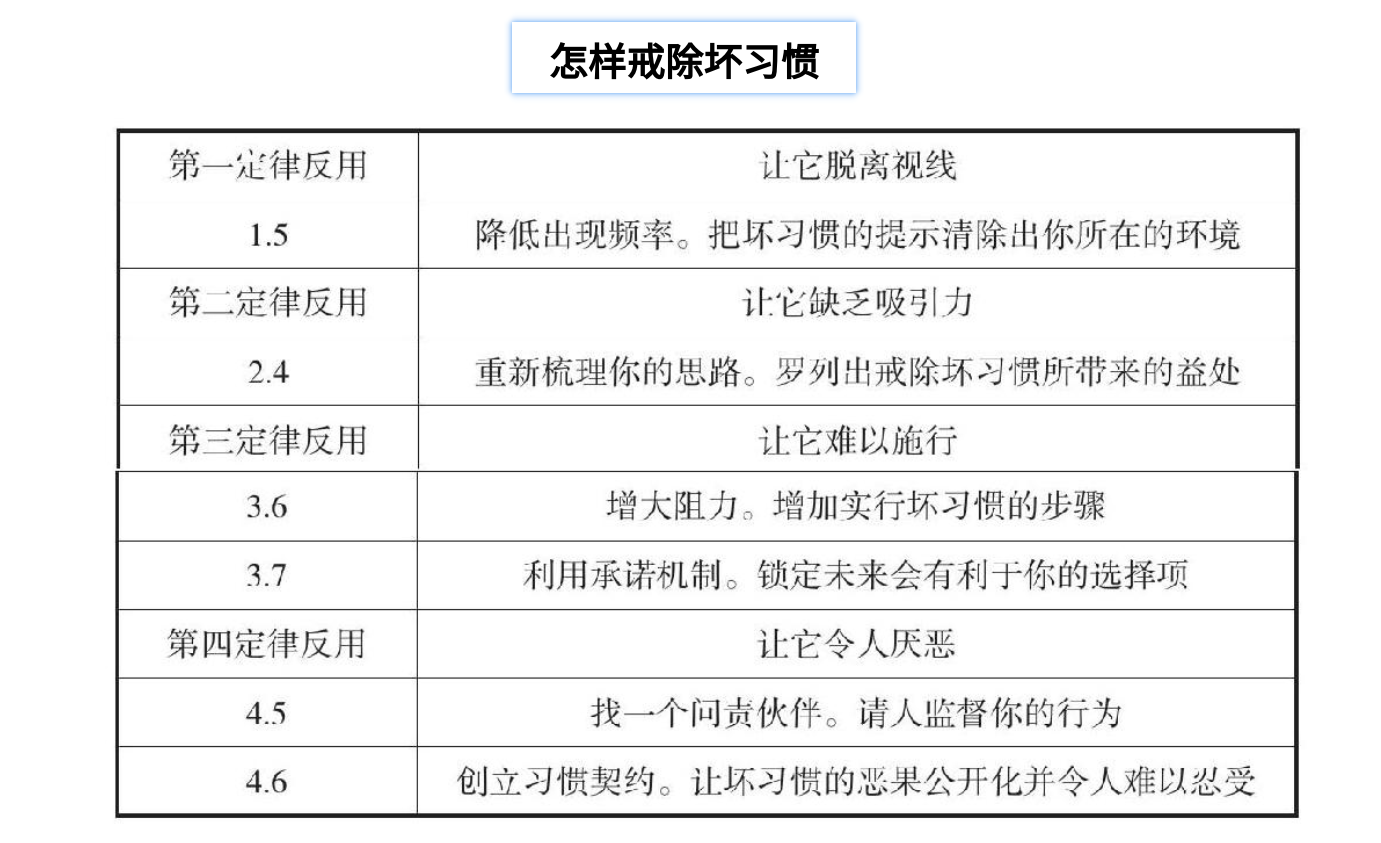 怎样戒除坏习惯
第一定律反用 让它脱离视线
1.5 降低出现频率。把坏习惯的提示清除出你所在的环境
第二定律反用 让它缺乏吸引力
2.4 重新梳理你的思路。罗列出戒除坏习惯所带来的益处
第三定律反用 让它难以施行
3.6 增大阻力。增加实行坏习惯的步骤
3.7 利用承诺机制。锁定未来会有利于你的选择项
第四定律反用 让它令人厌恶
4.5 找一个问责伙伴。请人监督你的行为
4.6 创立习惯契约。让坏习惯的恶果公开化并令人难以忍受